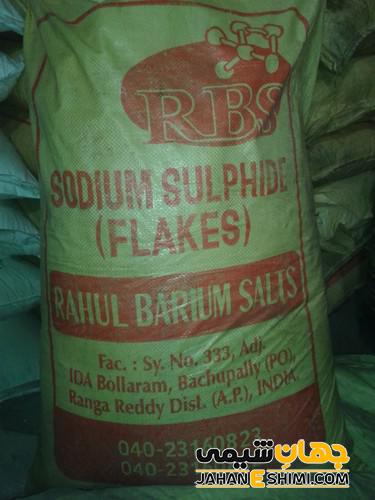 RBS
SODIUM SULPHIDE
(FLAKES)
RAHUL BARIUM SALTS
Fac. : Sy. No. 333, Adj.
IDA Bollaram, Bachupally (PO),
Ranga Reddy Dist. (A.P.), INDIA.
040-23160823
جهان شیمی
JAHANESHIMI.COM